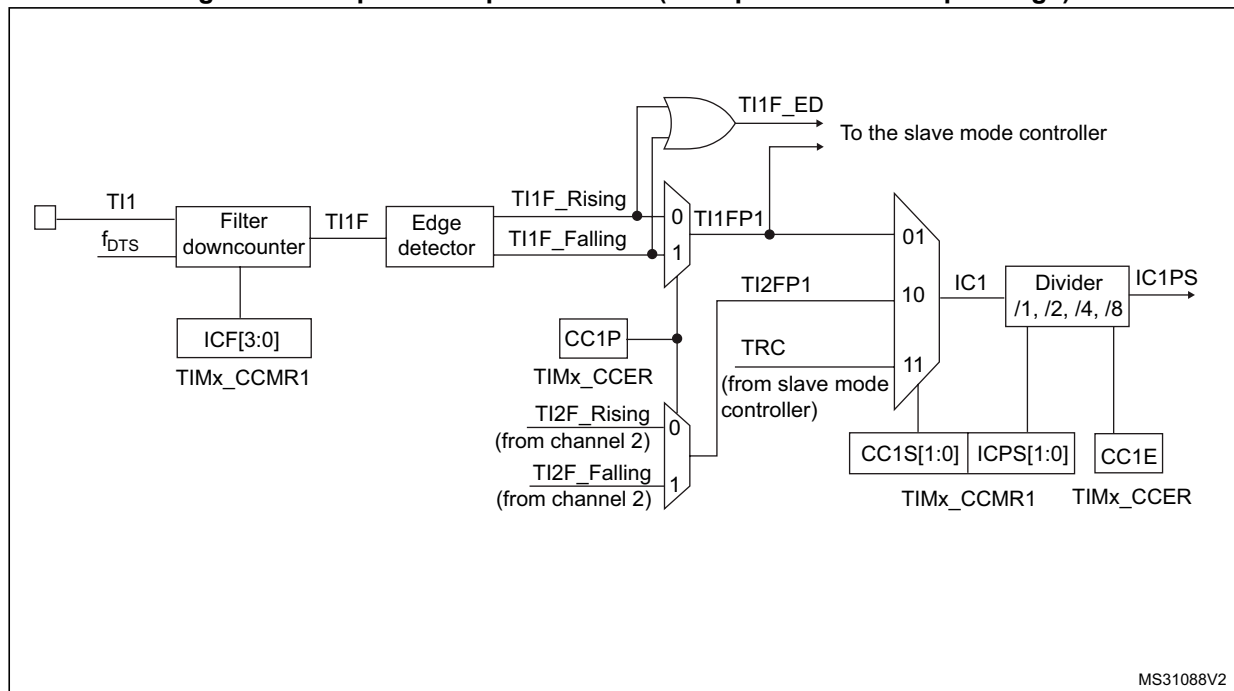 TI1F_ED
To the slave mode controller
TI1
f_DTS
Filter
downcounter
TI1F
Edge
detector
TI1F_Rising
TI1F_Falling
0
1
TI1FP1
01
TI2FP1
10
IC1
Divider
/1, /2, /4, /8
IC1PS
ICF[3:0]
TIMx_CCMR1
CC1P
TIMx_CCER
TRC
11
(from slave mode
controller)
TI2F_Rising
0
(from channel 2)
TI2F_Falling
1
(from channel 2)
CC1S[1:0]
ICPS[1:0]
CC1E
TIMx_CCMR1
TIMx_CCER
MS31088V2